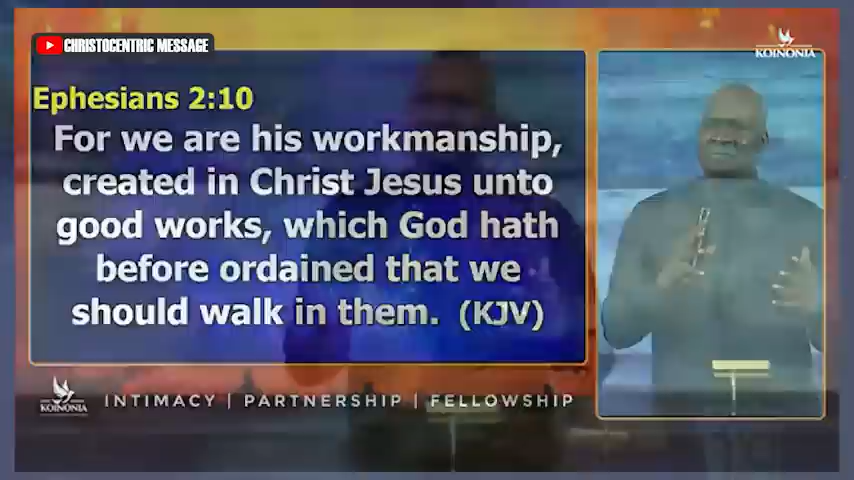 CHRISTOCENTRIC MESSAGE
KOINONIA
Ephesians 2:10
For we are his workmanship,
created in Christ Jesus unto
good works, which God hath
before ordained that we
should walk in them. (KJV)
KOINONIA
INTIMACY | PARTNERSHIP | FELLOWSHIP